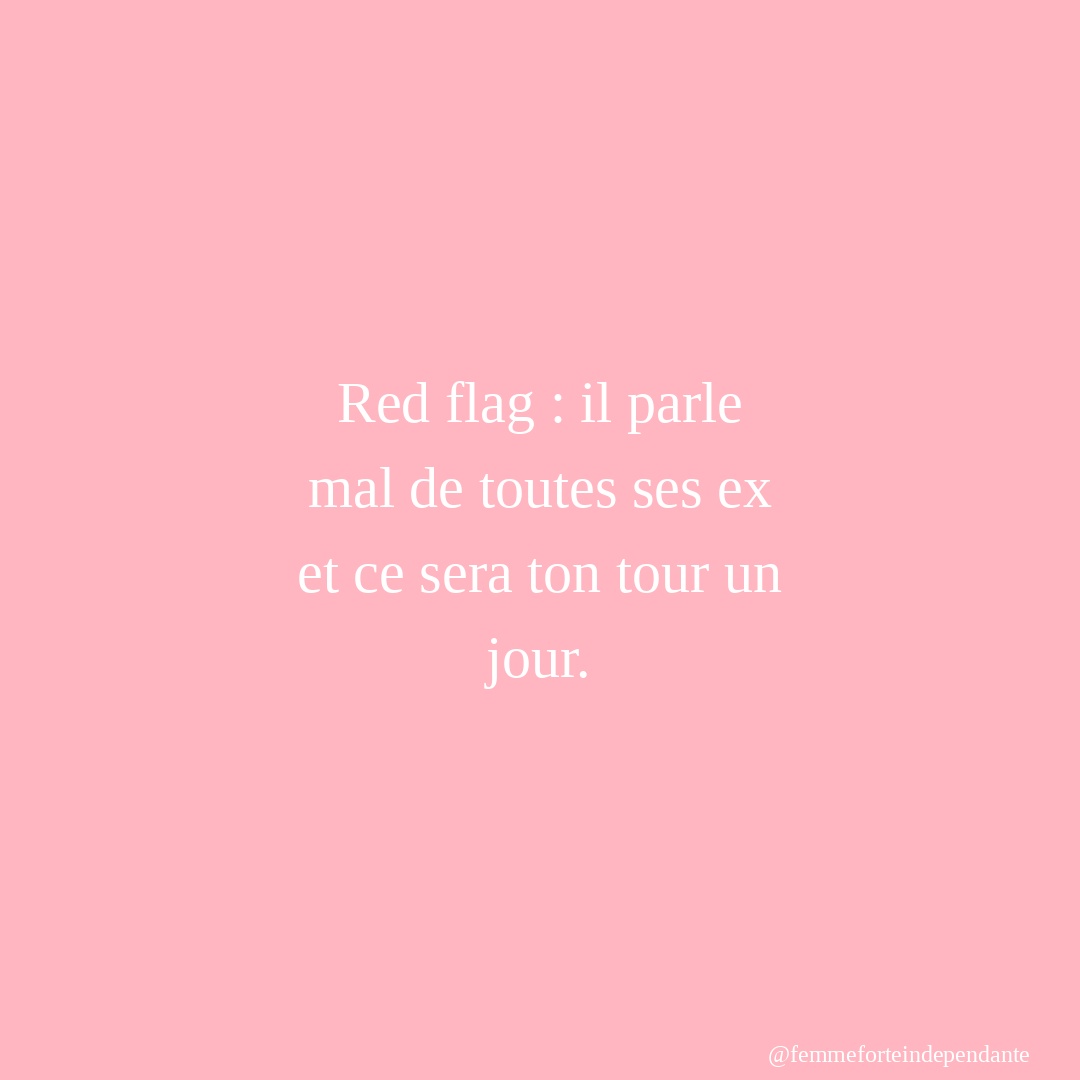 Red flag : il parle
mal de toutes ses ex
et ce sera ton tour un
jour.
@femmeforteindependante